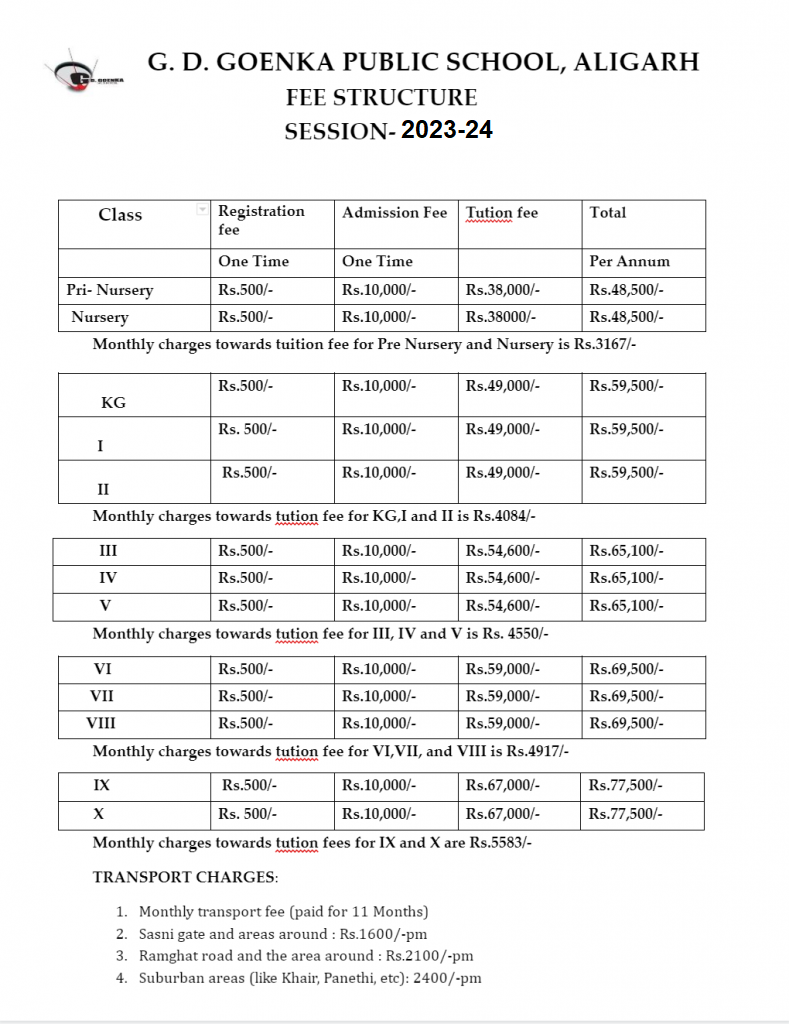 G. D. GOENKA
G. D. GOENKA PUBLIC SCHOOL, ALIGARH
FEE STRUCTURE
SESSION- 2023-24
Class Registration fee Admission Fee Tution fee Total
One Time One Time Per Annum
Pri- Nursery Rs.500/- Rs.10,000/- Rs.38,000/- Rs.48,500/-
Nursery Rs.500/- Rs.10,000/- Rs.38000/- Rs.48,500/-
Monthly charges towards tuition fee for Pre Nursery and Nursery is Rs.3167/-
KG Rs.500/- Rs.10,000/- Rs.49,000/- Rs.59,500/-
I Rs. 500/- Rs.10,000/- Rs.49,000/- Rs.59,500/-
II Rs.500/- Rs.10,000/- Rs.49,000/- Rs.59,500/-
Monthly charges towards tution fee for KG,I and II is Rs.4084/-
III Rs.500/- Rs.10,000/- Rs.54,600/- Rs.65,100/-
IV Rs.500/- Rs.10,000/- Rs.54,600/- Rs.65,100/-
V Rs.500/- Rs.10,000/- Rs.54,600/- Rs.65,100/-
Monthly charges towards tution fee for III, IV and V is Rs. 4550/-
VI Rs.500/- Rs.10,000/- Rs.59,000/- Rs.69,500/-
VII Rs.500/- Rs.10,000/- Rs.59,000/- Rs.69,500/-
VIII Rs.500/- Rs.10,000/- Rs.59,000/- Rs.69,500/-
Monthly charges towards tution fee for VI,VII, and VIII is Rs.4917/-
IX Rs.500/- Rs.10,000/- Rs.67,000/- Rs.77,500/-
X Rs. 500/- Rs.10,000/- Rs.67,000/- Rs.77,500/-
Monthly charges towards tution fees for IX and X are Rs.5583/-
TRANSPORT CHARGES:
1. Monthly transport fee (paid for 11 Months)
2. Sasni gate and areas around : Rs.1600/-pm
3. Ramghat road and the area around : Rs.2100/-pm
4. Suburban areas (like Khair, Panethi, etc): 2400/-pm